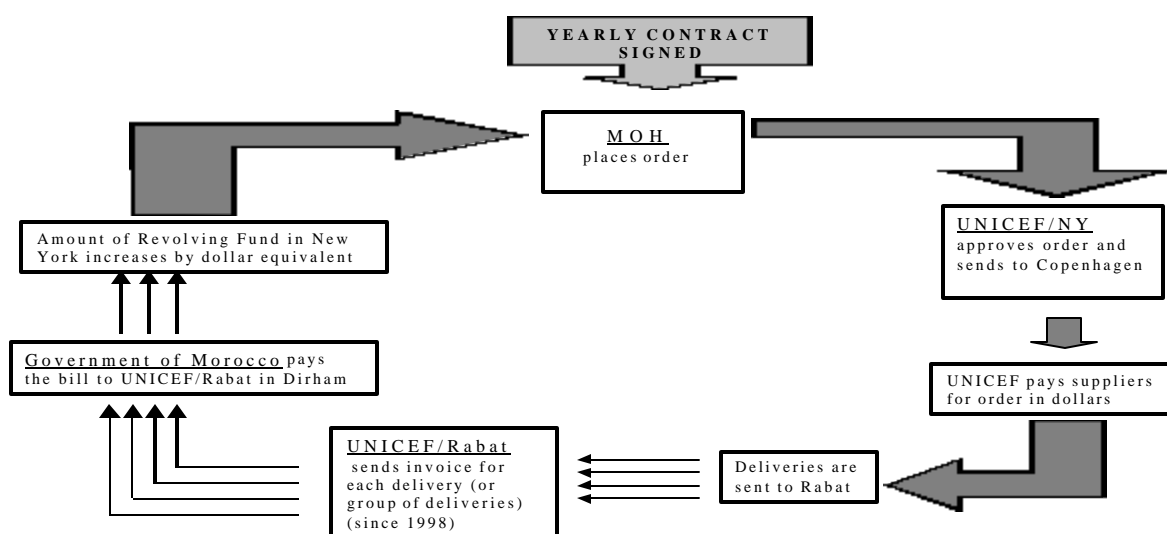 YEARLY CONTRACT
SIGNED
MOH
places order
UNICEF/NY
approves order and
sends to Copenhagen
UNICEF pays suppliers
for order in dollars
Deliveries are
sent to Rabat
UNICEF/Rabat
sends invoice for
each delivery (or
group of deliveries)
(since 1998)
Government of Morocco pays
the bill to UNICEF/Rabat in Dirham
Amount of Revolving Fund in New
York increases by dollar equivalent